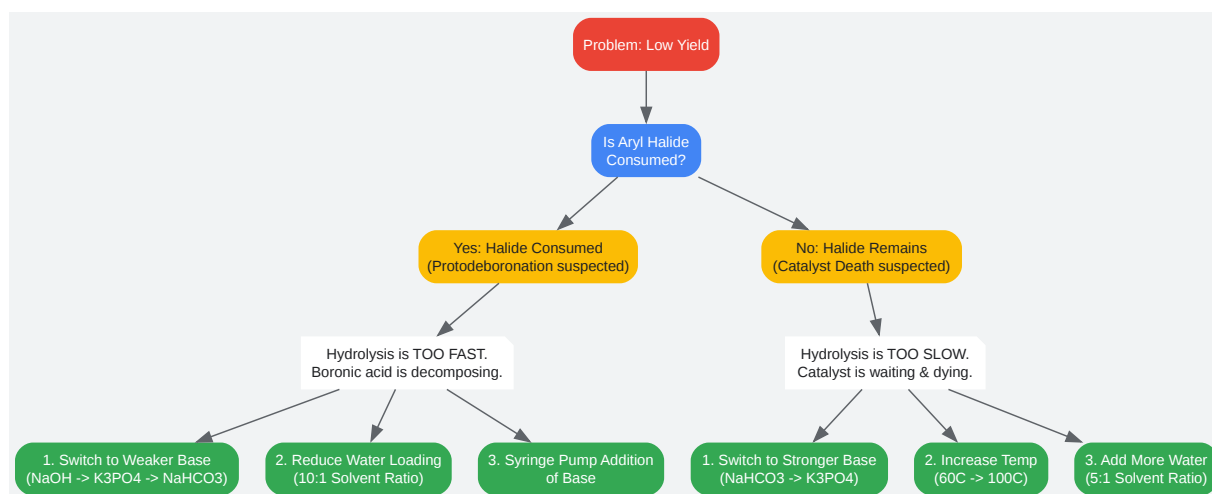 Problem: Low Yield
Is Aryl Halide
Consumed?
Yes: Halide Consumed
(Protodeboronation suspected)
No: Halide Remains
(Catalyst Death suspected)
Hydrolysis is TOO FAST.
Boronic acid is decomposing.
Hydrolysis is TOO SLOW.
Catalyst is waiting & dying.
1. Switch to Weaker Base
(NaOH -> K3PO4 -> NaHCO3)
2. Reduce Water Loading
(10:1 Solvent Ratio)
3. Syringe Pump Addition
of Base
1. Switch to Stronger Base
(NaHCO3 -> K3PO4)
2. Increase Temp
(60C -> 100C)
3. Add More Water
(5:1 Solvent Ratio)